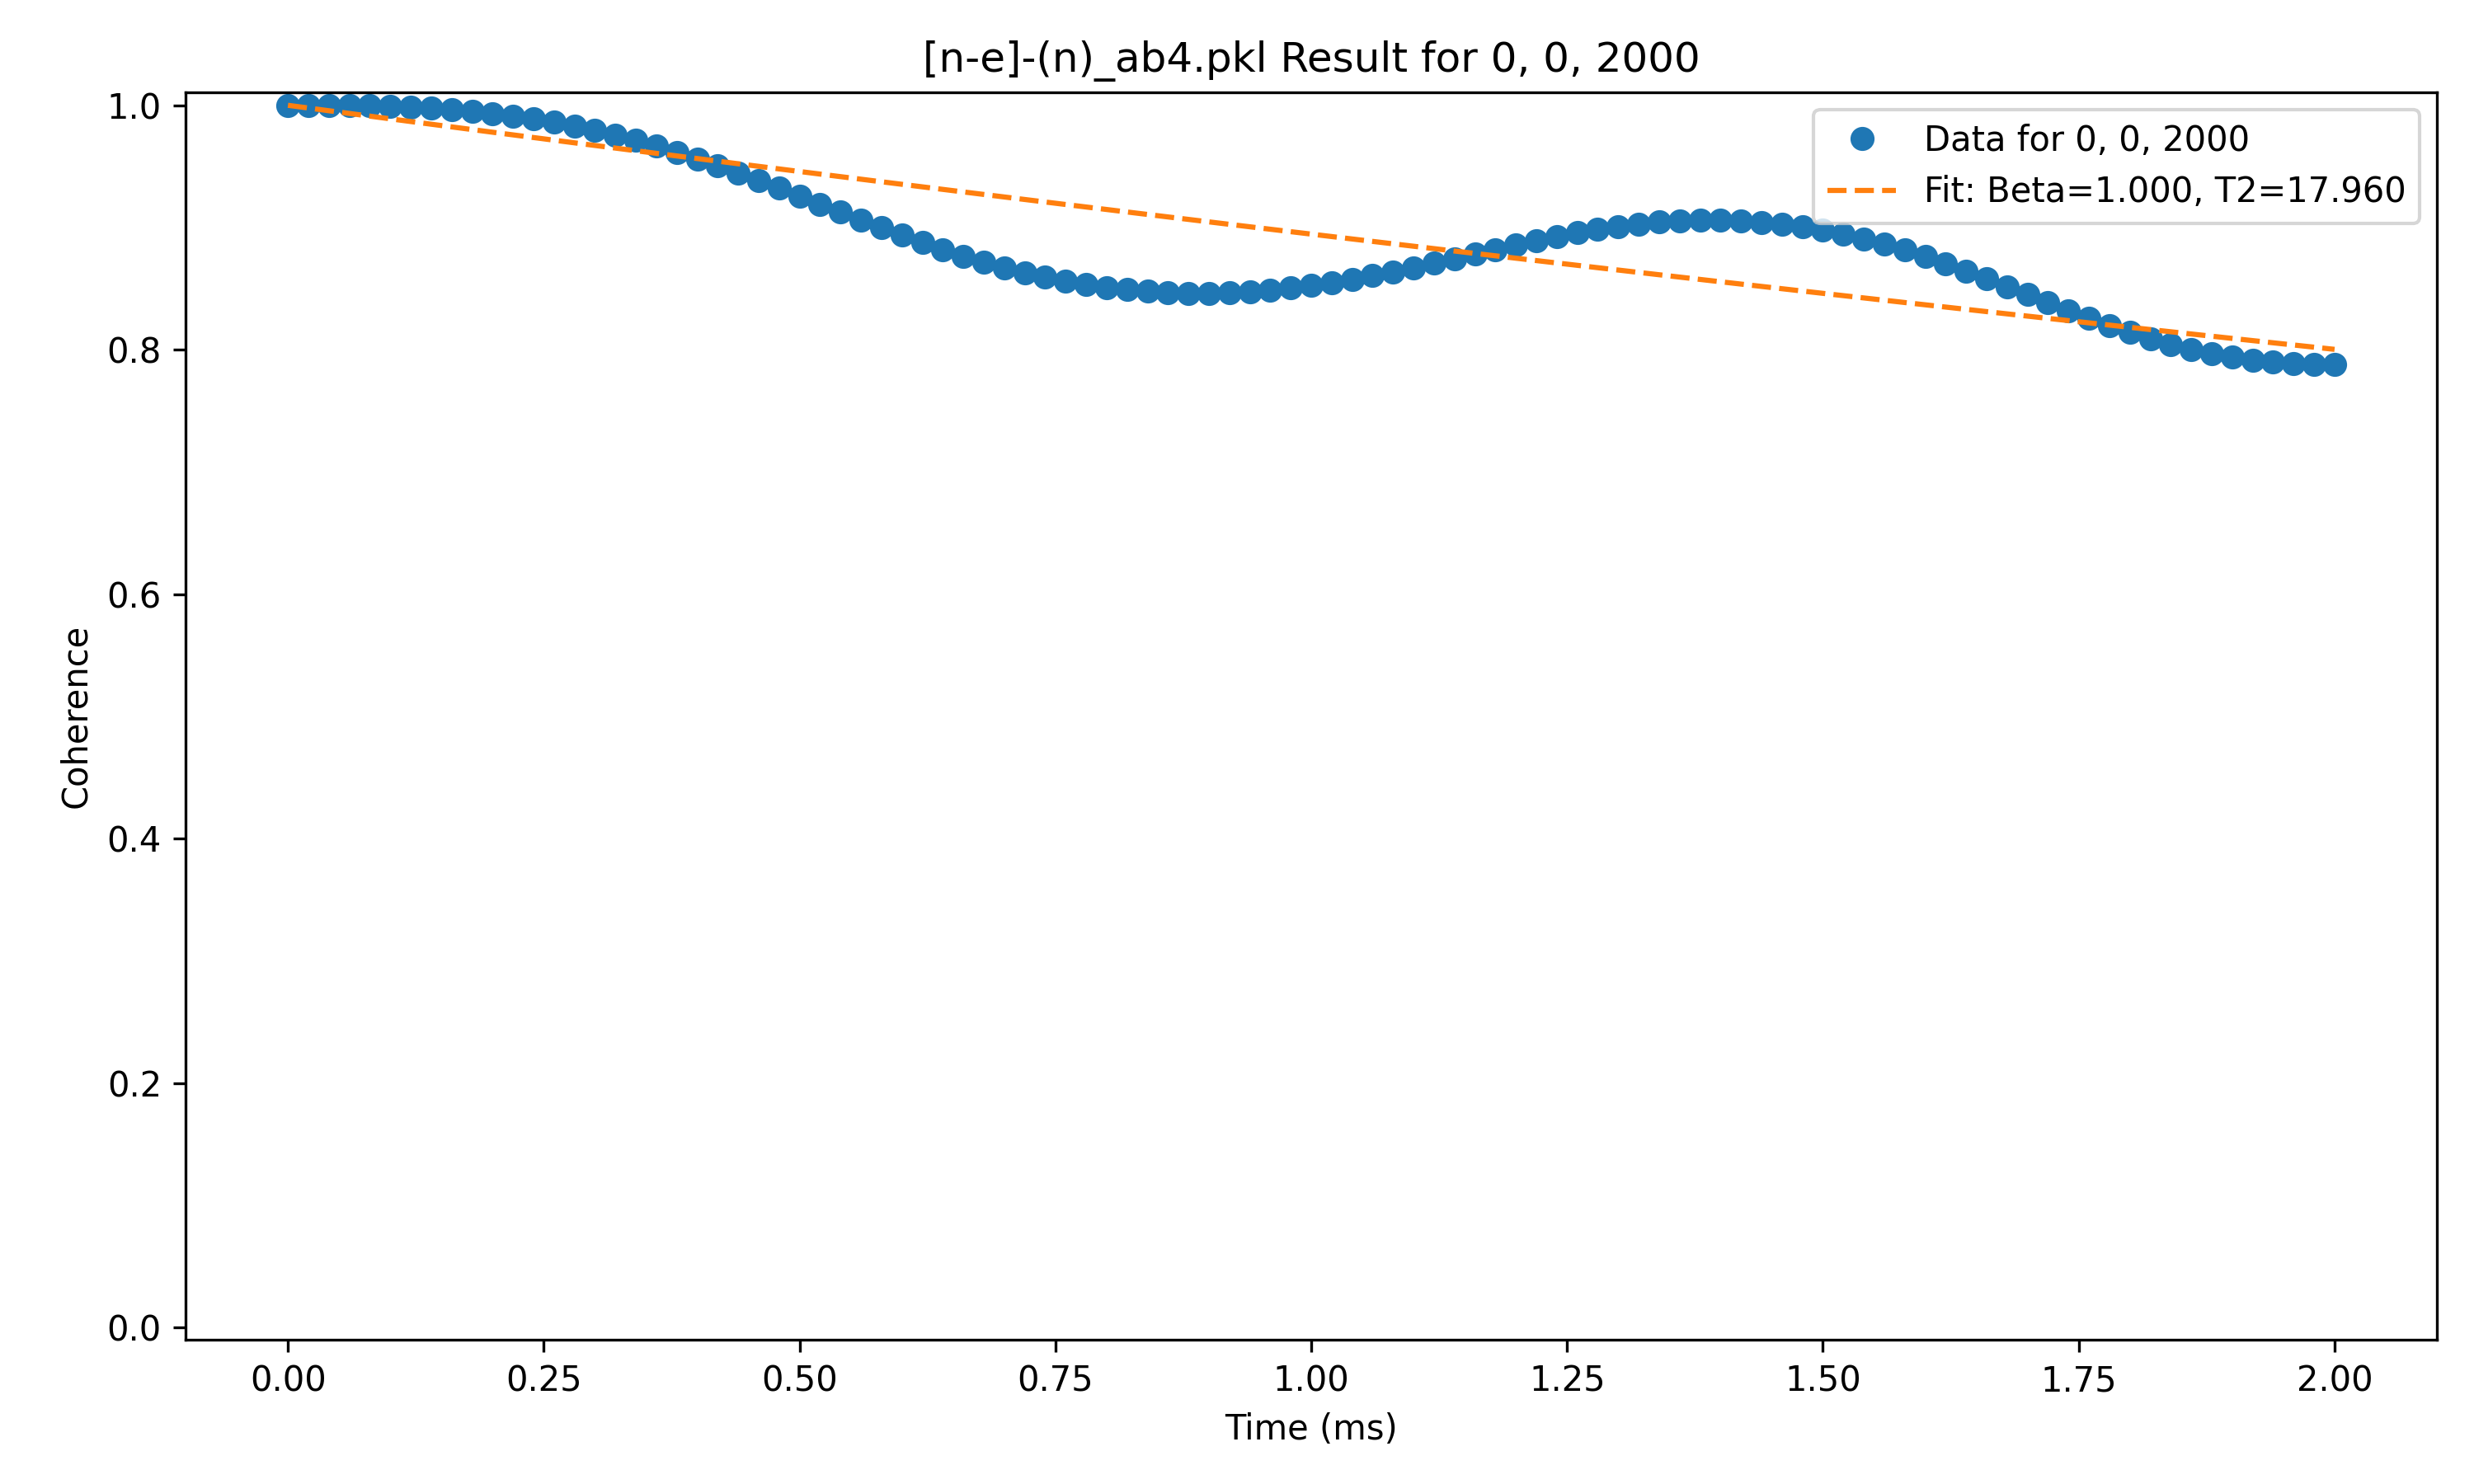 [n-e]-(n)_ab4.pkl Result for 0, 0, 2000
Data for 0, 0, 2000
Fit: Beta=1.000, T2=17.960
Coherence
1.0
0.8
0.6
0.4
0.2
0.0
0.00 0.25 0.50 0.75 1.00 1.25 1.50 1.75 2.00
Time (ms)